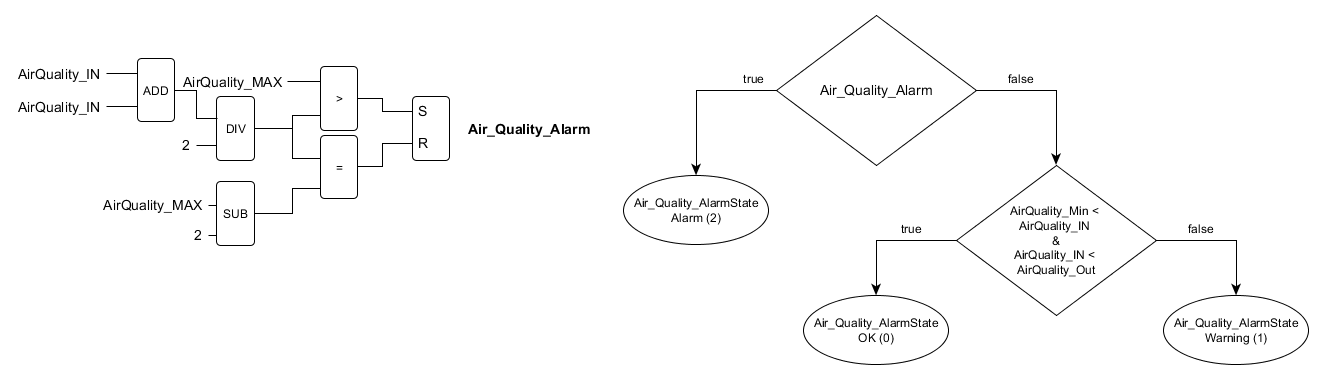 AirQuality_IN
AirQuality_IN
ADD
2
DIV
AirQuality_MAX
>
=
AirQuality_MAX
2
SUB
S
R
Air_Quality_Alarm
Air_Quality_Alarm
true
false
Air_Quality_AlarmState
Alarm (2)
AirQuality_Min <
AirQuality_IN
&
AirQuality_IN <
AirQuality_Out
true
false
Air_Quality_AlarmState
OK (0)
Air_Quality_AlarmState
Warning (1)